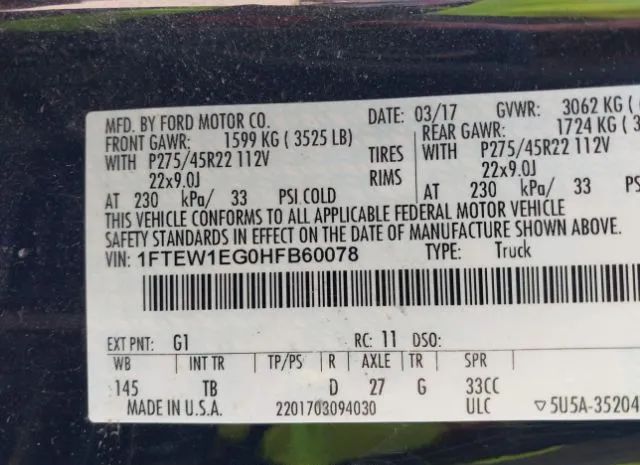 MFD. BY FORD MOTOR CO. DATE: 03/17 GVWR: 3062 KG (
FRONT GAWR: 1599 KG ( 3525 LB) REAR GAWR: 1724 KG ( 3
WITH P275/45R22 112V TIRES WITH P275/45R22 112V
22x9.0J RIMS 22x9.0J
AT 230 kPa/ 33 PSI COLD AT 230 kPa/ 33 PSI
THIS VEHICLE CONFORMS TO ALL APPLICABLE FEDERAL MOTOR VEHICLE
SAFETY STANDARDS IN EFFECT ON THE DATE OF MANUFACTURE SHOWN ABOVE.
VIN: 1FTEW1EG0HFB60078 TYPE: Truck
EXT PNT: G1 RC: 11 DSO:
WB INT TR TP/PS R AXLE TR SPR
145 TB D 27 G 33CC
MADE IN U.S.A. 2201703094030 ULC ▽5U5A-35204